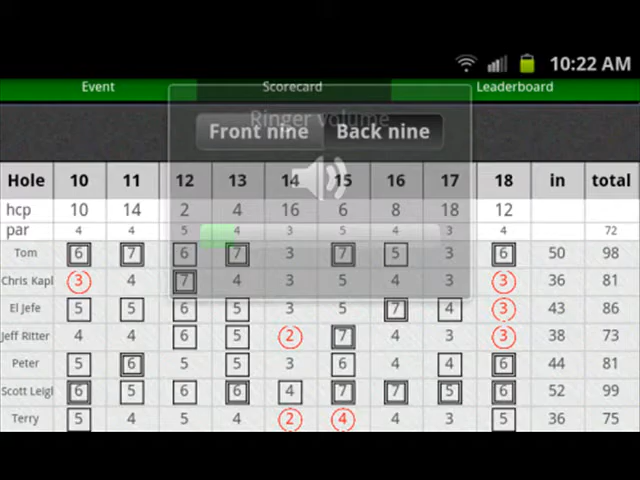 10:22 AM
Event Scorecard Leaderboard
Ringer volume
Front nine Back nine
Hole 10 11 12 13 14 15 16 17 18 in total
hcp 10 14 2 4 16 6 8 18 12
par 4 4 5 4 3 5 4 3 4 72
Tom 6 7 6 7 3 7 5 3 6 50 98
Chris Kapl 3 4 7 4 3 5 4 3 3 36 81
El Jefe 5 5 6 5 3 5 7 4 3 43 86
Jeff Ritter 4 4 6 5 2 7 4 3 3 38 73
Peter 5 6 5 5 3 6 4 4 6 44 81
Scott Leigl 6 5 6 6 4 7 7 5 6 52 99
Terry 5 4 5 4 2 4 4 3 5 36 75